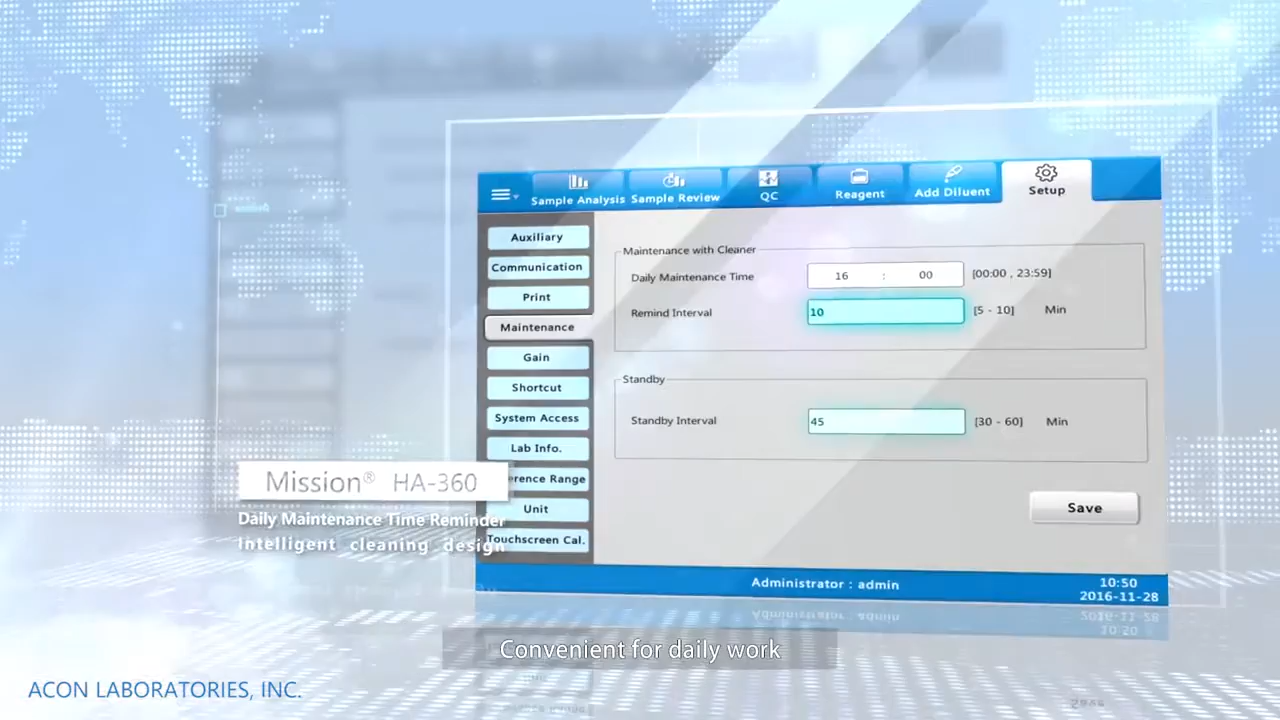 Sample Analysis
Sample Review
QC
Reagent
Add Diluent
Setup
Auxiliary
Communication
Print
Maintenance
Gain
Shortcut
System Access
Lab Info.
erence Range
Unit
Touchscreen Cal.
Maintenance with Cleaner
Daily Maintenance Time 16 : 00 [00:00 , 23:59]
Remind Interval 10 [5 - 10] Min
Standby
Standby Interval 45 [30 - 60] Min
Save
Administrator : admin
10:50
2016-11-28
Mission® HA-360
Daily Maintenance Time Reminder
Intelligent cleaning design
Convenient for daily work
ACON LABORATORIES, INC.